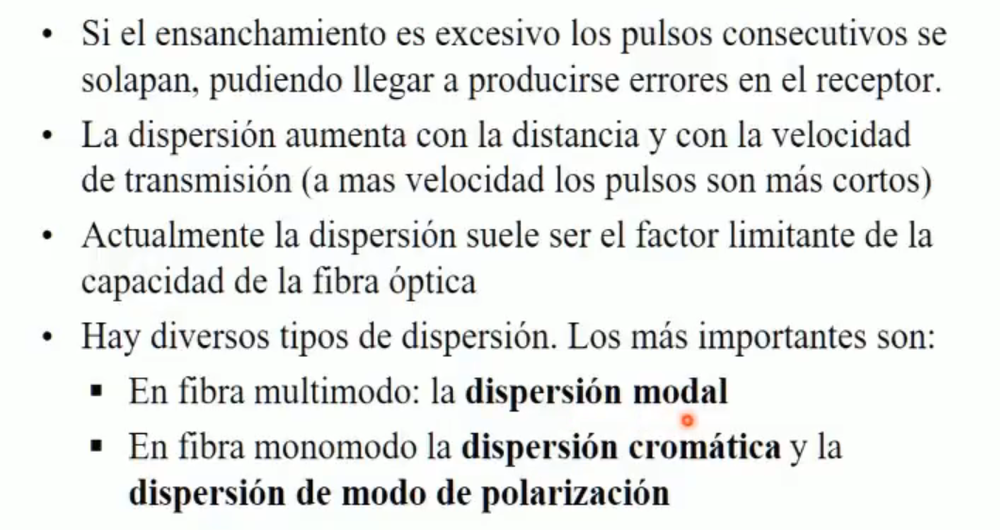 • Si el ensanchamiento es excesivo los pulsos consecutivos se
solapan, pudiendo llegar a producirse errores en el receptor.
• La dispersión aumenta con la distancia y con la velocidad
de transmisión (a mas velocidad los pulsos son más cortos)
• Actualmente la dispersión suele ser el factor limitante de la
capacidad de la fibra óptica
• Hay diversos tipos de dispersión. Los más importantes son:
▪ En fibra multimodo: la dispersión modal
▪ En fibra monomodo la dispersión cromática y la
dispersión de modo de polarización